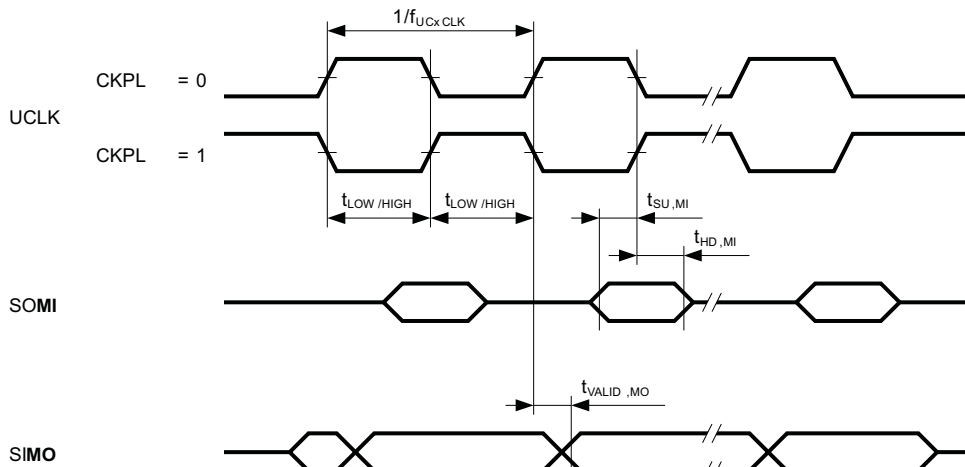 1/fUCxCLK
CKPL = 0
UCLK
CKPL = 1
tLOW /HIGH tLOW /HIGH tSU ,MI
tHD ,MI
SOMI
tVALID ,MO
SIMO